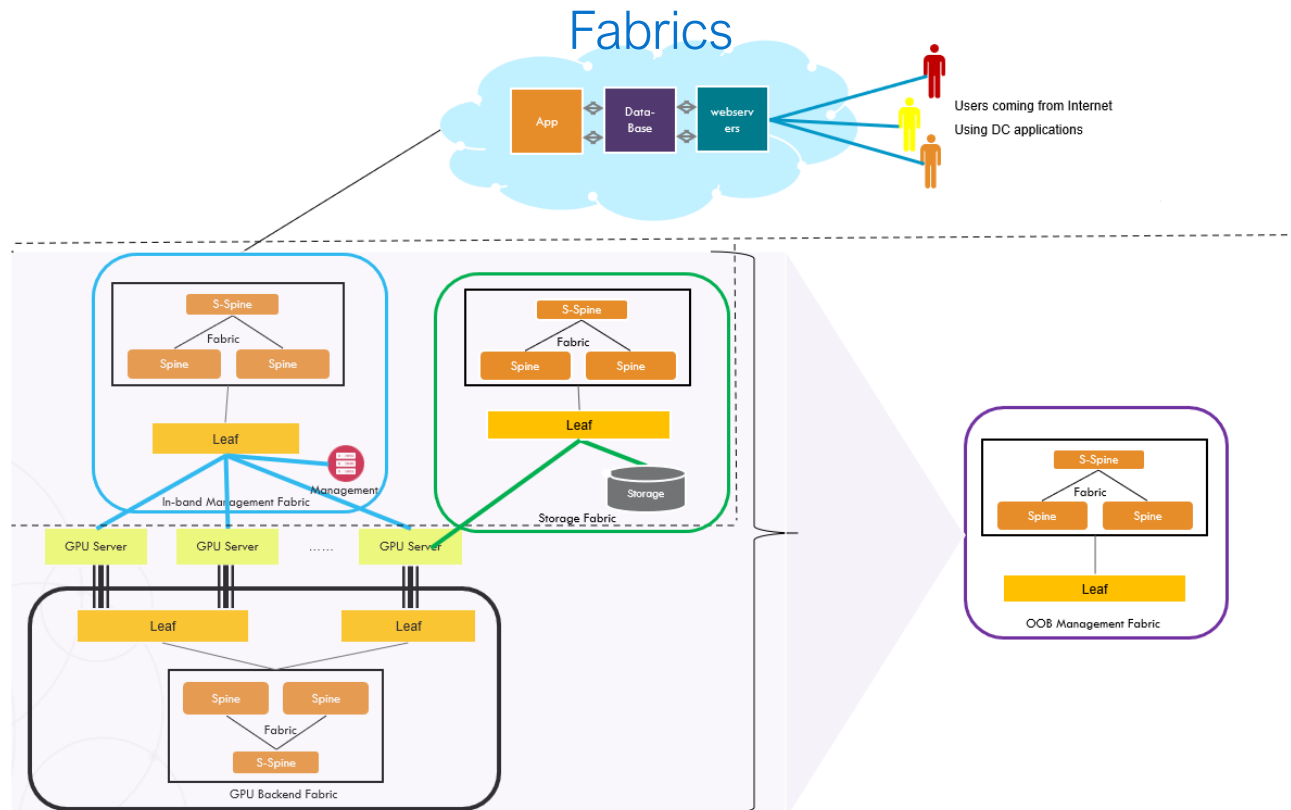 Fabrics
App
Data-
Base
webserv
ers
Users coming from Internet
Using DC applications
S-Spine
Fabric
Spine
Spine
Leaf
Management
In-band Management Fabric
S-Spine
Fabric
Spine
Spine
Leaf
Storage
Storage Fabric
GPU Server
GPU Server
......
GPU Server
Leaf
Leaf
Spine
Spine
Fabric
S-Spine
GPU Backend Fabric
S-Spine
Fabric
Spine
Spine
Leaf
OOB Management Fabric